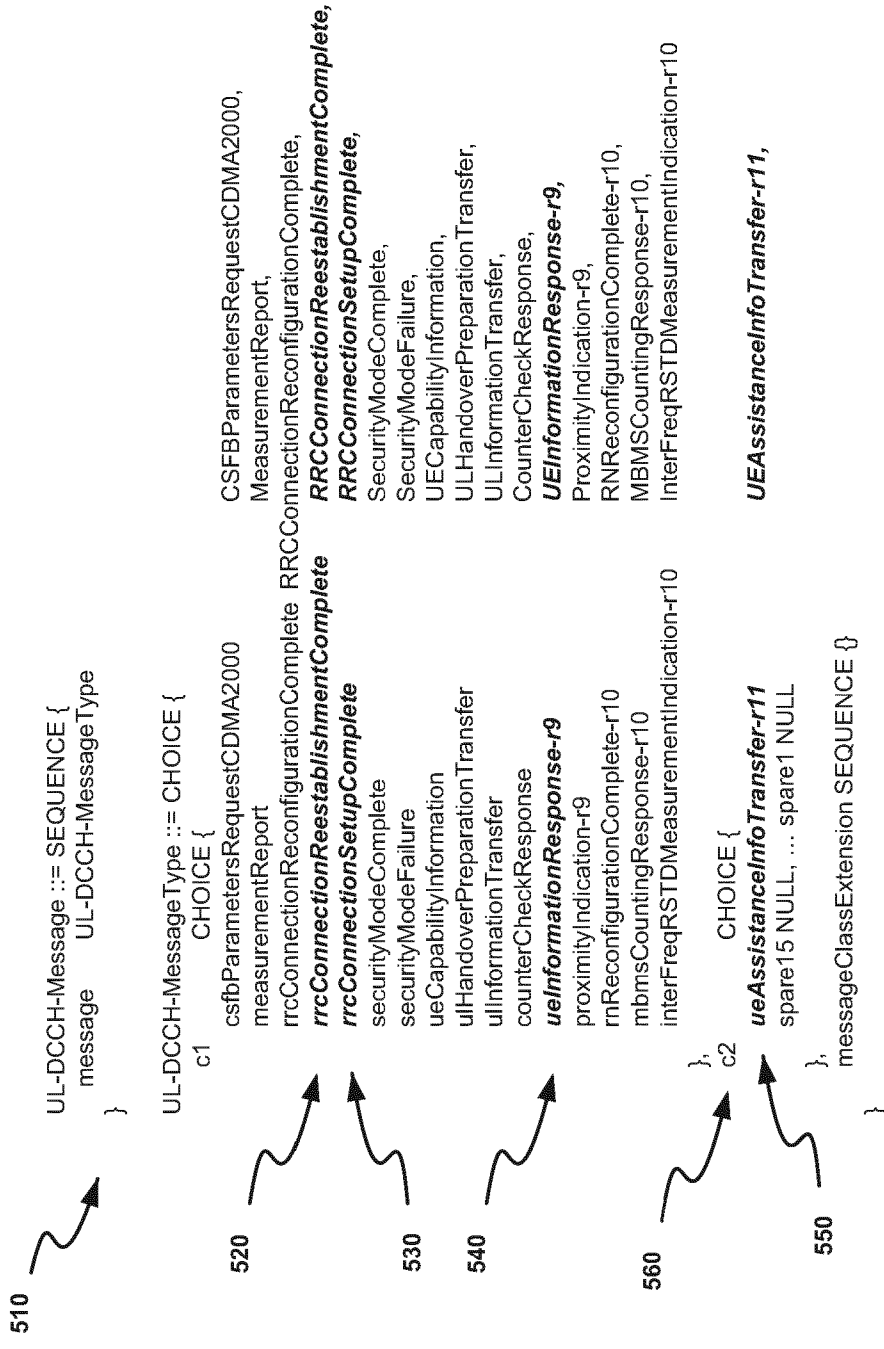 510
UL-DCCH-Message ::= SEQUENCE {
message UL-DCCH-MessageType
}
UL-DCCH-MessageType ::= CHOICE {
c1 CHOICE {
csfbParametersRequestCDMA2000 CSFBParametersRequestCDMA2000,
measurementReport MeasurementReport,
rrcConnectionReconfigurationComplete RRCConnectionReconfigurationComplete,
520
rrcConnectionReestablishmentComplete RRCConnectionReestablishmentComplete,
530
rrcConnectionSetupComplete RRCConnectionSetupComplete,
securityModeComplete SecurityModeComplete,
securityModeFailure SecurityModeFailure,
ueCapabilityInformation UECapabilityInformation,
ulHandoverPreparationTransfer ULHandoverPreparationTransfer,
ulInformationTransfer ULInformationTransfer,
counterCheckResponse CounterCheckResponse,
540
ueInformationResponse-r9 UEInformationResponse-r9,
proximityIndication-r9 ProximityIndication-r9,
rnReconfigurationComplete-r10 RNReconfigurationComplete-r10,
mbmsCountingResponse-r10 MBMSCountingResponse-r10,
interFreqRSTDMeasurementIndication-r10 InterFreqRSTDMeasurementIndication-r10
},
560
c2 CHOICE {
550
ueAssistanceInfoTransfer-r11 UEAssistanceInfoTransfer-r11,
spare15 NULL, … spare1 NULL
},
messageClassExtension SEQUENCE {}
}